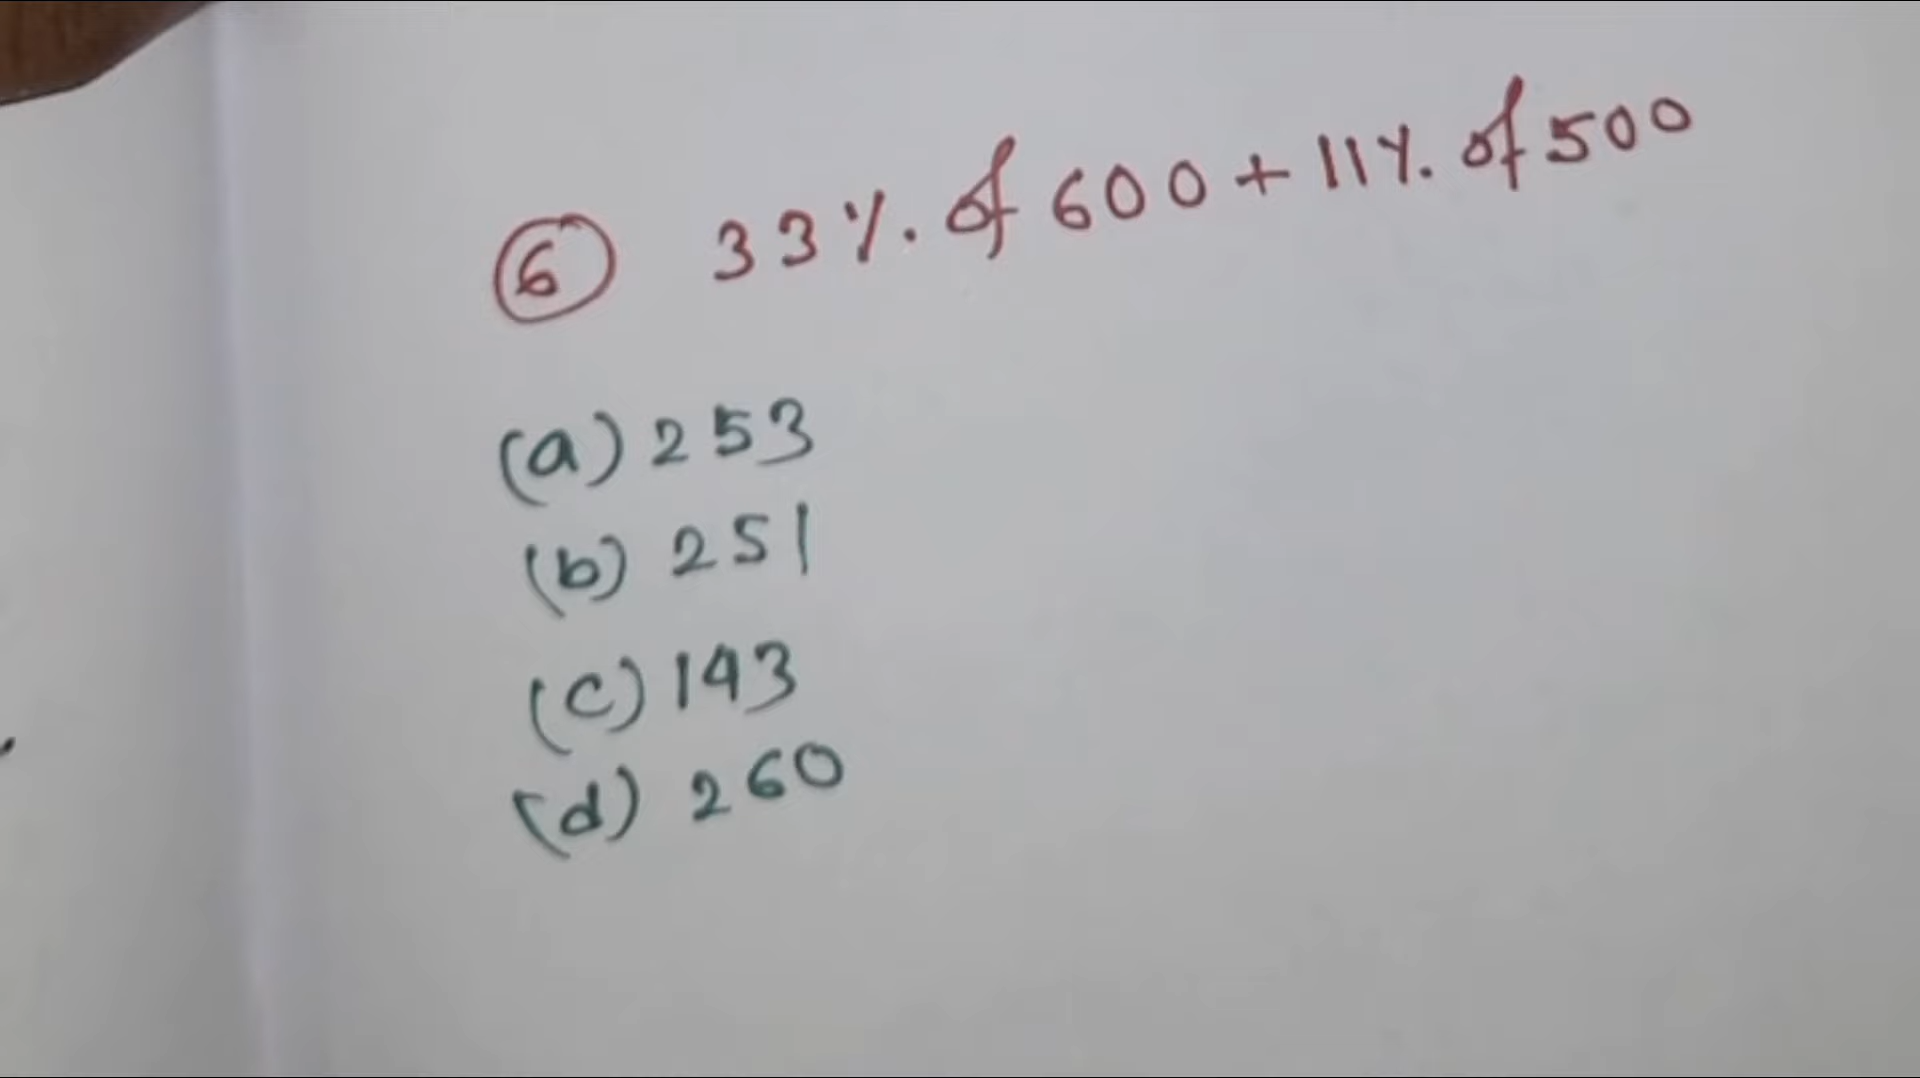 6 33%. of 600 + 11%. of 500
(a) 253
(b) 251
(c) 143
(d) 260